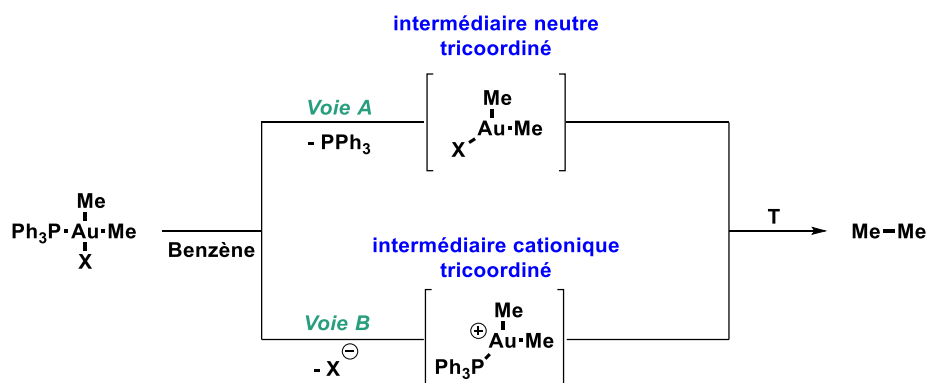 intermédiaire neutre
tricoordiné
Voie A
- PPh3
Me
Au-Me
X
Me
Ph3P-Au-Me
X
Benzène
T
Me-Me
intermédiaire cationique
tricoordiné
Voie B
- X⊖
⊕
Me
Au-Me
Ph3P